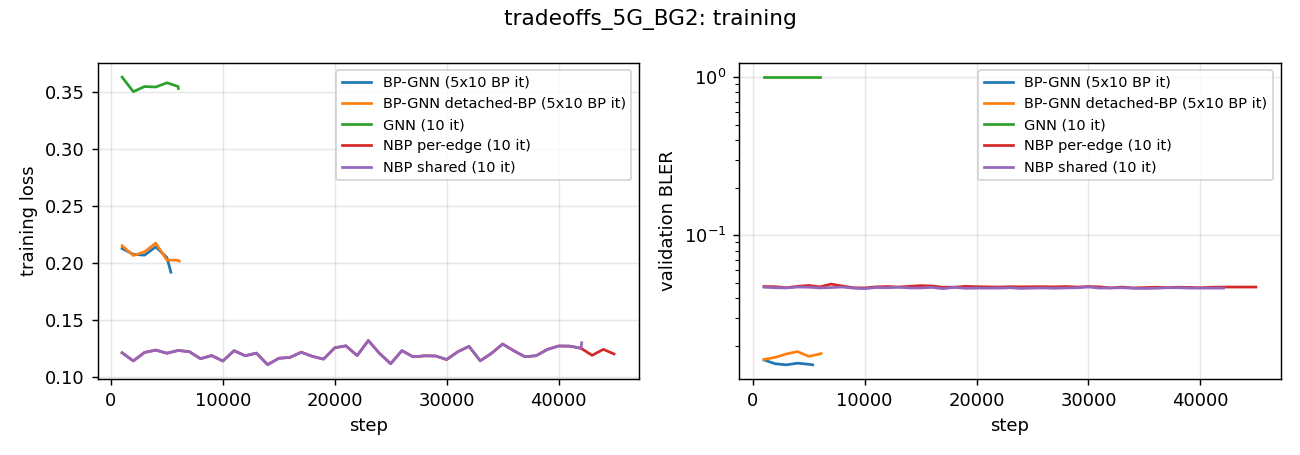 tradeoffs_5G_BG2: training
training loss
0.35
0.30
0.25
0.20
0.15
0.10
0
10000
20000
30000
40000
step
BP-GNN (5x10 BP it)
BP-GNN detached-BP (5x10 BP it)
GNN (10 it)
NBP per-edge (10 it)
NBP shared (10 it)
validation BLER
10⁰
10⁻¹
0
10000
20000
30000
40000
step
BP-GNN (5x10 BP it)
BP-GNN detached-BP (5x10 BP it)
GNN (10 it)
NBP per-edge (10 it)
NBP shared (10 it)